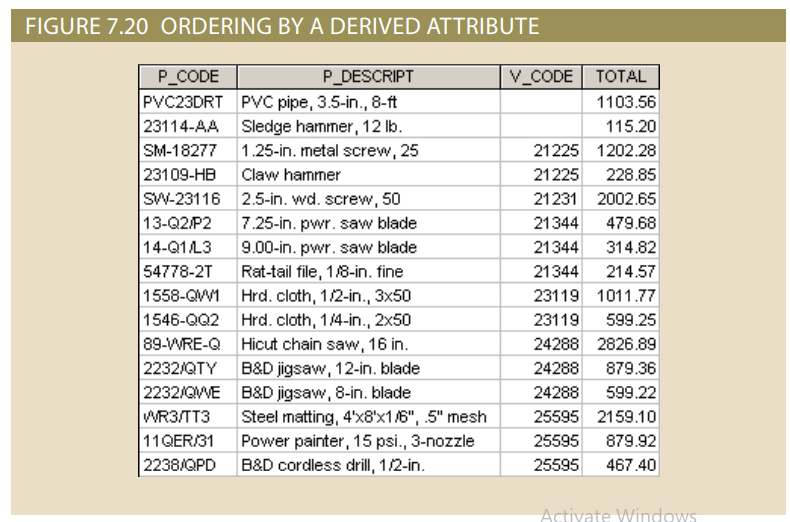 FIGURE 7.20 ORDERING BY A DERIVED ATTRIBUTE
P_CODE P_DESCRIPT V_CODE TOTAL
PVC23DRT PVC pipe, 3.5-in., 8-ft 1103.56
23114-AA Sledge hammer, 12 lb. 115.20
SM-18277 1.25-in. metal screw, 25 21225 1202.28
23109-HB Claw hammer 21225 228.85
SW-23116 2.5-in. wd. screw, 50 21231 2002.65
13-Q2/P2 7.25-in. pwr. saw blade 21344 479.68
14-Q1/L3 9.00-in. pwr. saw blade 21344 314.82
54778-2T Rat-tail file, 1/8-in. fine 21344 214.57
1558-QW1 Hrd. cloth, 1/2-in., 3x50 23119 1011.77
1546-QQ2 Hrd. cloth, 1/4-in., 2x50 23119 599.25
89-WRE-Q Hicut chain saw, 16 in. 24288 2826.89
2232/QTY B&D jigsaw, 12-in. blade 24288 879.36
2232/QWE B&D jigsaw, 8-in. blade 24288 599.22
WR3/TT3 Steel matting, 4'x8'x1/6", .5" mesh 25595 2159.10
11QER/31 Power painter, 15 psi., 3-nozzle 25595 879.92
2238/QPD B&D cordless drill, 1/2-in. 25595 467.40
Activate Windows